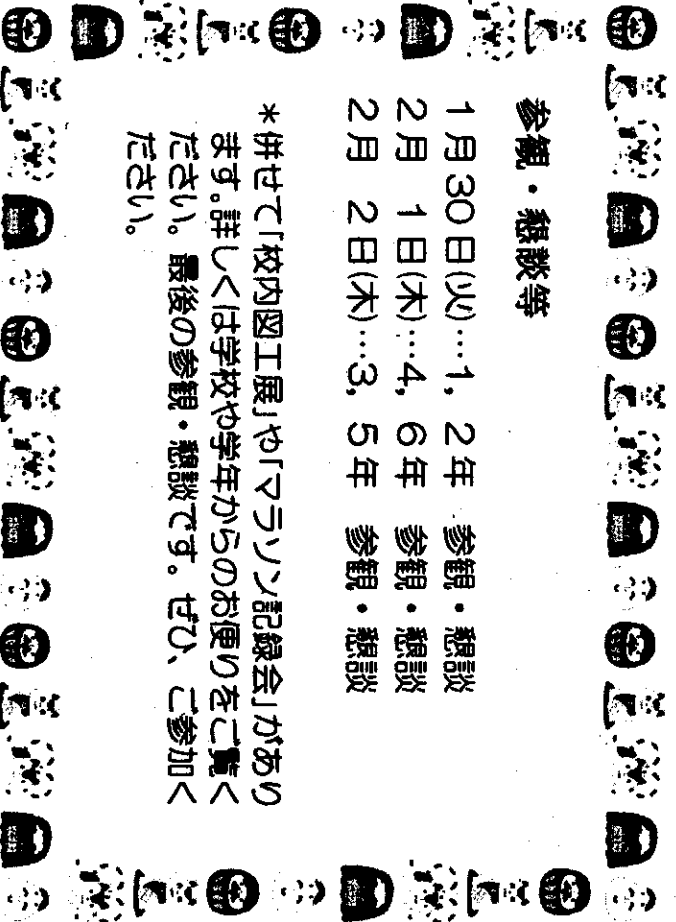 参観・懇談等
1月30日(火)…1, 2年 参観・懇談
2月 1日(木)…4, 6年 参観・懇談
2月 2日(木)…3, 5年 参観・懇談
*併せて「校内図工展」や「マラソン記録会」があり
ます。詳しくは学校や学年からのお便りをご覧く
ださい。最後の参観・懇談です。ぜひ、ご参加く
ださい。